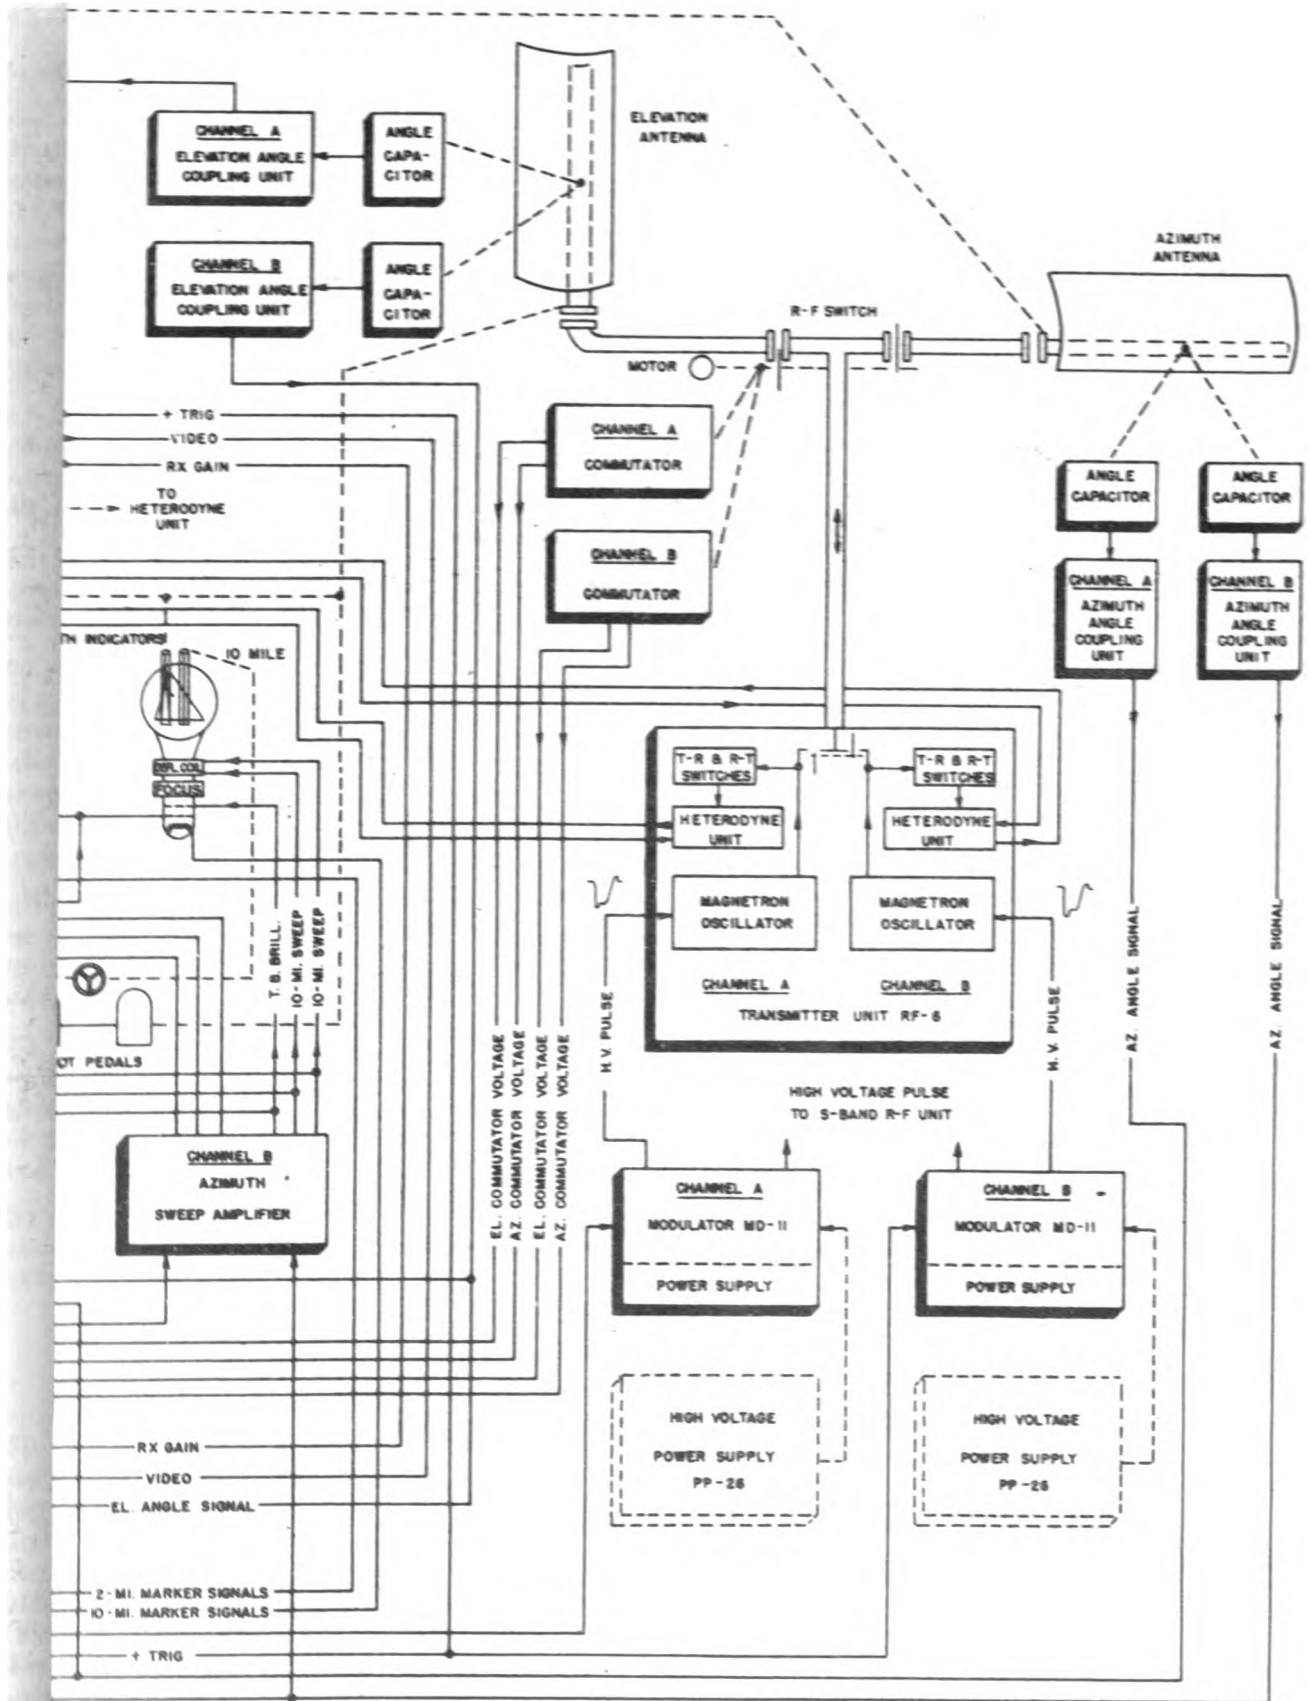 ELEVATION
ANTENNA
CHANNEL A
ELEVATION ANGLE
COUPLING UNIT
ANGLE
CAPA-
CITOR
CHANNEL B
ELEVATION ANGLE
COUPLING UNIT
ANGLE
CAPA-
CITOR
AZIMUTH
ANTENNA
R-F SWITCH
MOTOR
+ TRIG
VIDEO
RX GAIN
TO
HETERODYNE
UNIT
CHANNEL A
COMMUTATOR
CHANNEL B
COMMUTATOR
ANGLE
CAPACITOR
ANGLE
CAPACITOR
CHANNEL A
AZIMUTH
ANGLE
COUPLING
UNIT
CHANNEL B
AZIMUTH
ANGLE
COUPLING
UNIT
TH INDICATORS
10 MILE
DEFL. COIL
FOCUS
T-R & R-T
SWITCHES
T-R & R-T
SWITCHES
HETERODYNE
UNIT
HETERODYNE
UNIT
MAGNETRON
OSCILLATOR
MAGNETRON
OSCILLATOR
CHANNEL A
CHANNEL B
TRANSMITTER UNIT RF-6
T. B. BRILL.
10-MI. SWEEP
10-MI. SWEEP
H.V. PULSE
H.V. PULSE
AZ. ANGLE SIGNAL
AZ. ANGLE SIGNAL
OT PEDALS
EL. COMMUTATOR VOLTAGE
AZ. COMMUTATOR VOLTAGE
EL. COMMUTATOR VOLTAGE
AZ. COMMUTATOR VOLTAGE
HIGH VOLTAGE PULSE
TO S-BAND R-F UNIT
CHANNEL B
AZIMUTH
SWEEP AMPLIFIER
CHANNEL A
MODULATOR MD-11
POWER SUPPLY
CHANNEL B
MODULATOR MD-11
POWER SUPPLY
HIGH VOLTAGE
POWER SUPPLY
PP-26
HIGH VOLTAGE
POWER SUPPLY
PP-26
RX GAIN
VIDEO
EL. ANGLE SIGNAL
2-MI. MARKER SIGNALS
10-MI. MARKER SIGNALS
+ TRIG